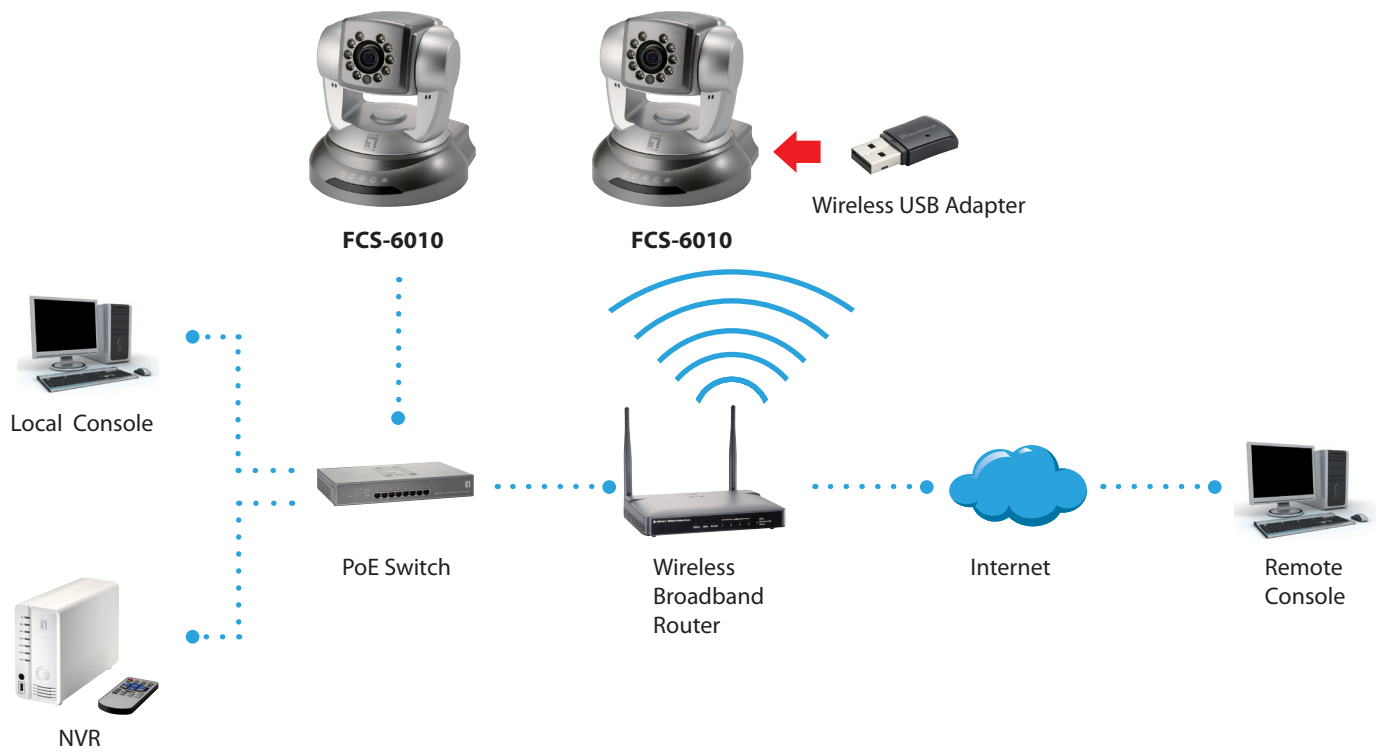 FCS-6010
FCS-6010
Wireless USB Adapter
Local Console
PoE Switch
Wireless
Broadband
Router
Internet
Remote
Console
NVR